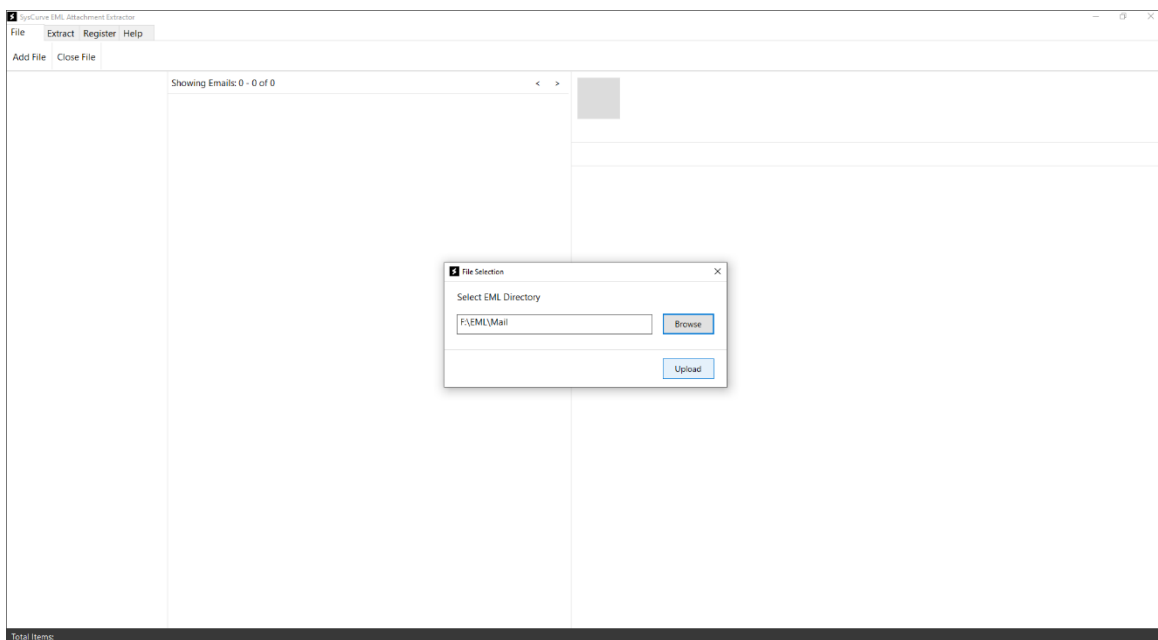 SysCurve EML Attachment Extractor
File Extract Register Help
Add File Close File
Showing Emails: 0 - 0 of 0 < >
File Selection
Select EML Directory
F:\EML\Mail
Browse
Upload
Total Items: